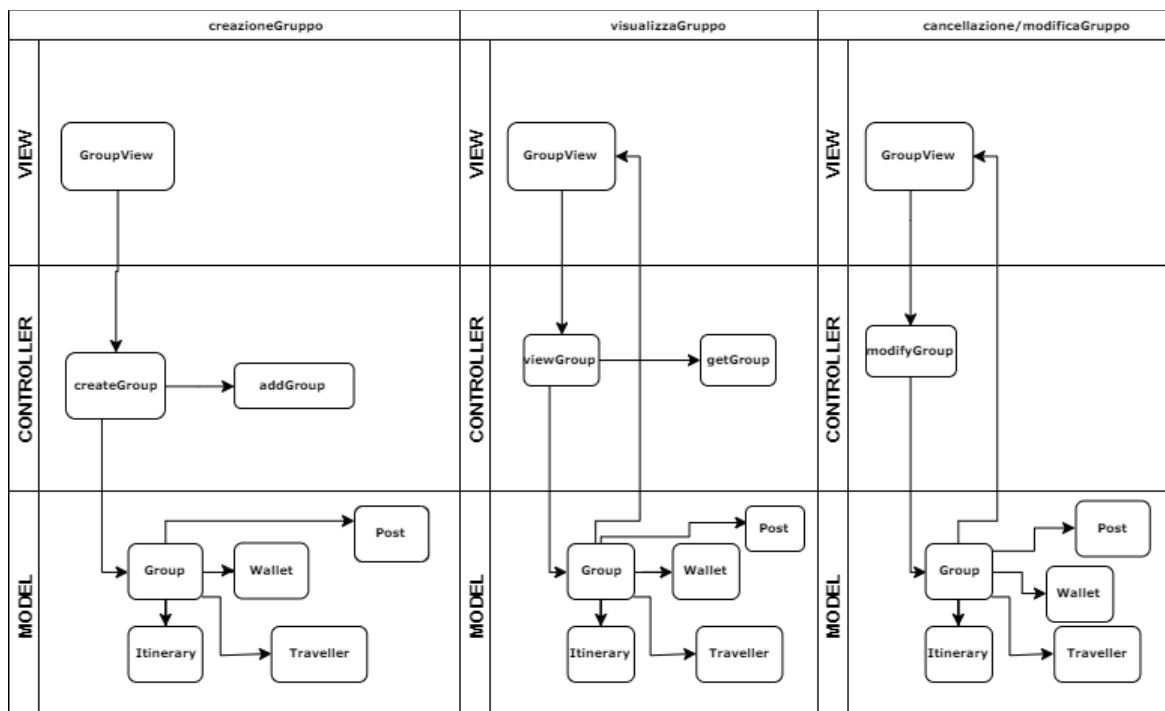 creazioneGruppo
visualizzaGruppo
cancellazione/modificaGruppo
VIEW
GroupView
VIEW
GroupView
VIEW
GroupView
CONTROLLER
createGroup
addGroup
CONTROLLER
viewGroup
getGroup
CONTROLLER
modifyGroup
MODEL
Post
Group
Wallet
Itinerary
Traveller
MODEL
Post
Group
Wallet
Itinerary
Traveller
MODEL
Post
Group
Wallet
Itinerary
Traveller